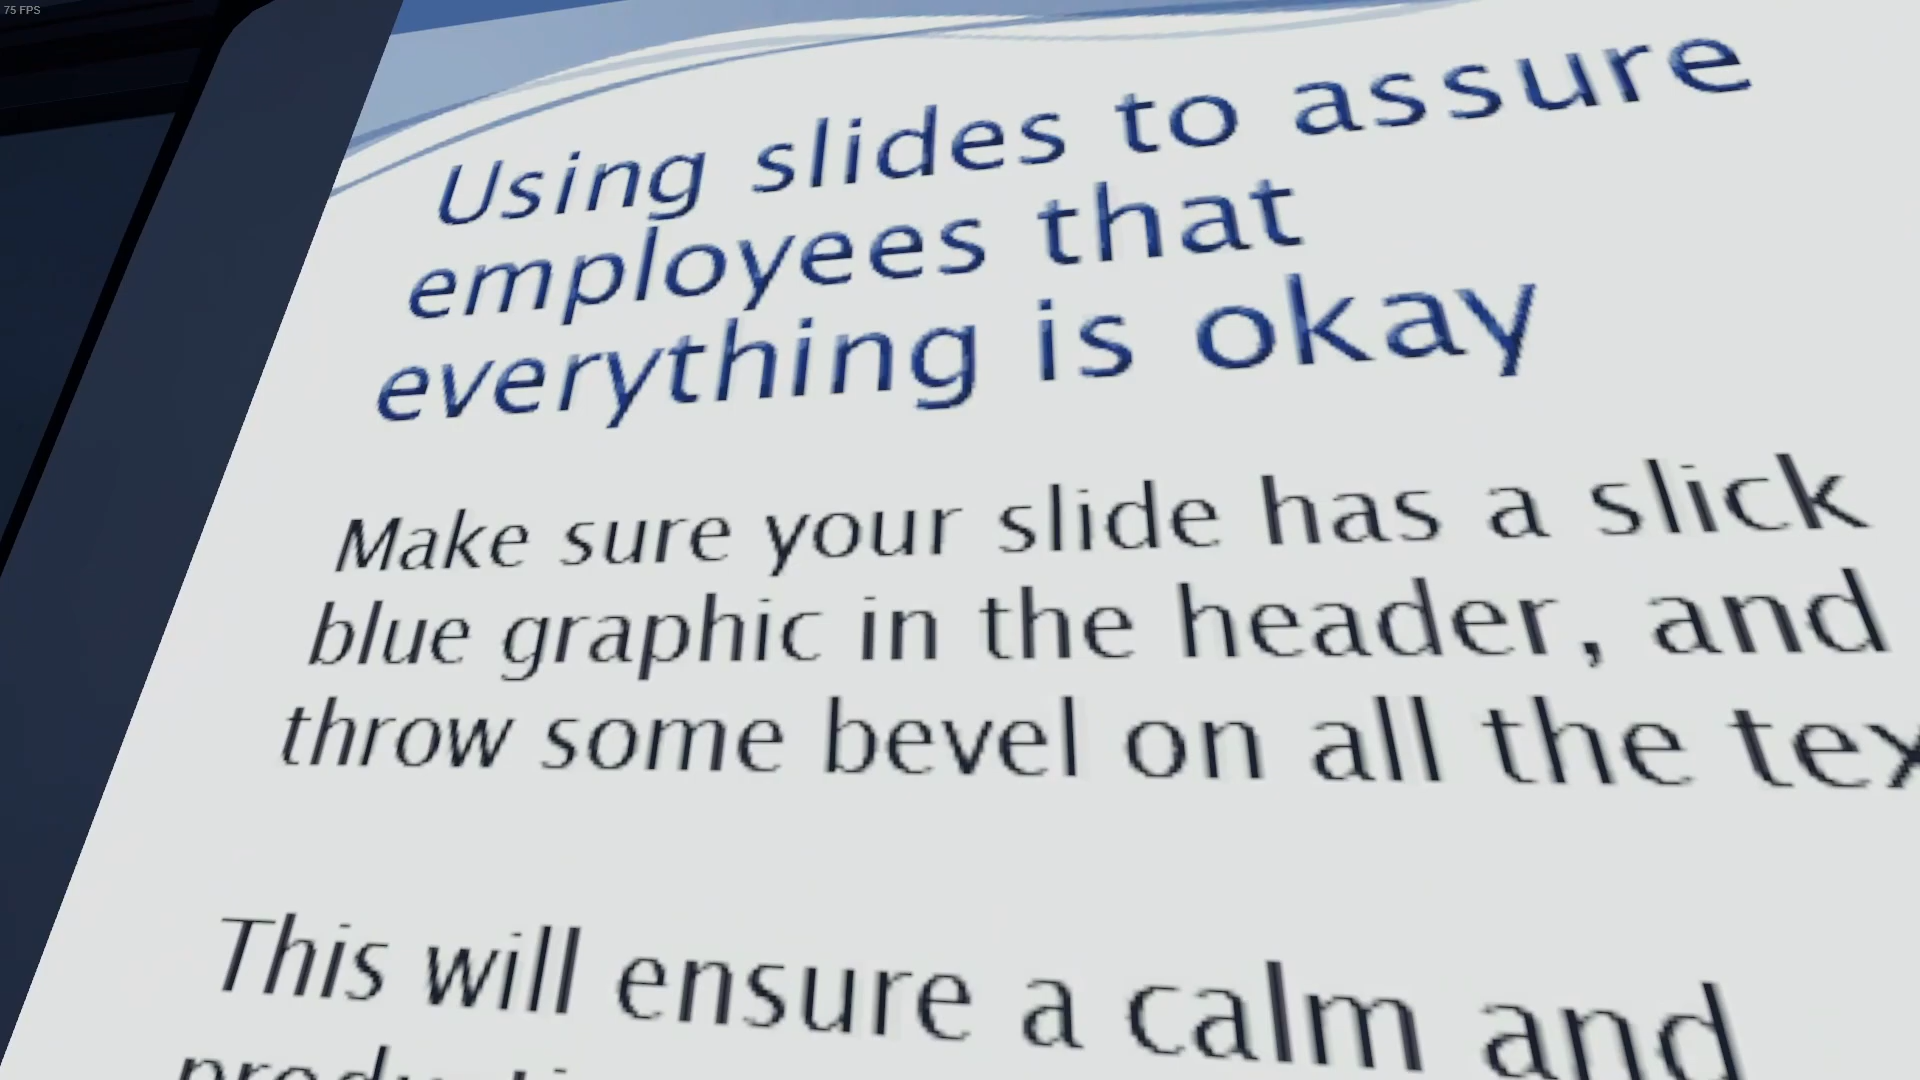 75 FPS
Using slides to assure
employees that
everything is okay
Make sure your slide has a slick
blue graphic in the header, and
throw some bevel on all the
This will ensure a calm and